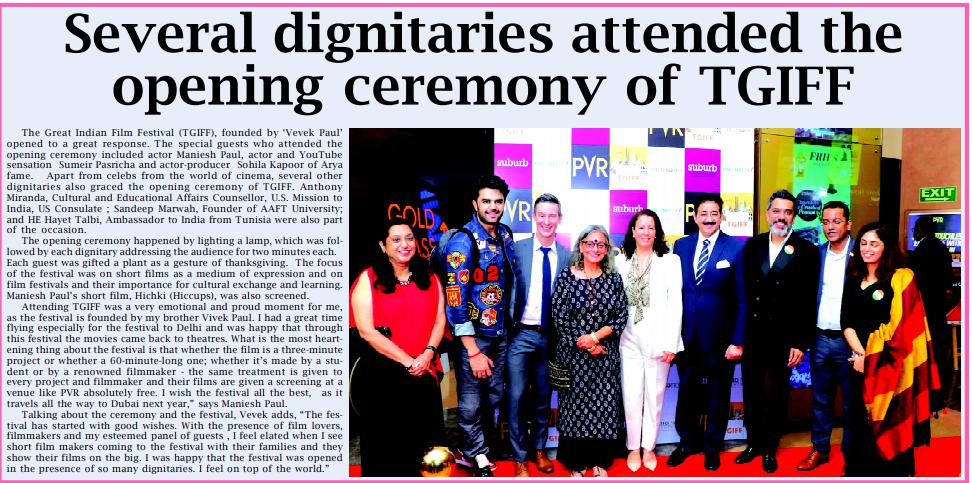 Several dignitaries attended the
opening ceremony of TGIFF
The Great Indian Film Festival (TGIFF), founded by ‘Vevek Paul’
opened to a great response. The special guests who attended the
opening ceremony included actor Maniesh Paul, actor and YouTube
sensation Sumeir Pasricha and actor-producer Sohila Kapoor of Arya
fame. Apart from celebs from the world of cinema, several other
dignitaries also graced the opening ceremony of TGIFF. Anthony
Miranda, Cultural and Educational Affairs Counsellor, U.S. Mission to
India, US Consulate ; Sandeep Marwah, Founder of AAFT University;
and HE Hayet Talbi, Ambassador to India from Tunisia were also part
of the occasion.
The opening ceremony happened by lighting a lamp, which was fol-
lowed by each dignitary addressing the audience for two minutes each.
Each guest was gifted a plant as a gesture of thanksgiving. The focus
of the festival was on short films as a medium of expression and on
film festivals and their importance for cultural exchange and learning.
Maniesh Paul's short film, Hichki (Hiccups), was also screened.
Attending TGIFF was a very emotional and proud moment for me,
as the festival is founded by my brother Vivek Paul. I had a great time
flying especially for the festival to Delhi and was happy that through
this festival the movies came back to theatres. What is the most heart-
ening thing about the festival is that whether the film is a three-minute
project or whether a 60-minute-long one; whether it's made by a stu-
dent or by a renowned filmmaker - the same treatment is given to
every project and filmmaker and their films are given a screening at a
venue like PVR absolutely free. I wish the festival all the best, as it
travels all the way to Dubai next year,” says Maniesh Paul.
Talking about the ceremony and the festival, Vevek adds, “The fes-
tival has started with good wishes. With the presence of film lovers,
filmmakers and my esteemed panel of guests , I feel elated when I see
short film makers coming to the festival with their families and they
show their films on the big. I was happy that the festival was opened
in the presence of so many dignitaries. I feel on top of the world.”
PVR
TGIFF
suburb
PVR
suburb
PVR
suburb
TGIFF
GOLD
EXIT
PVR
02
TGIFF
TGIFF